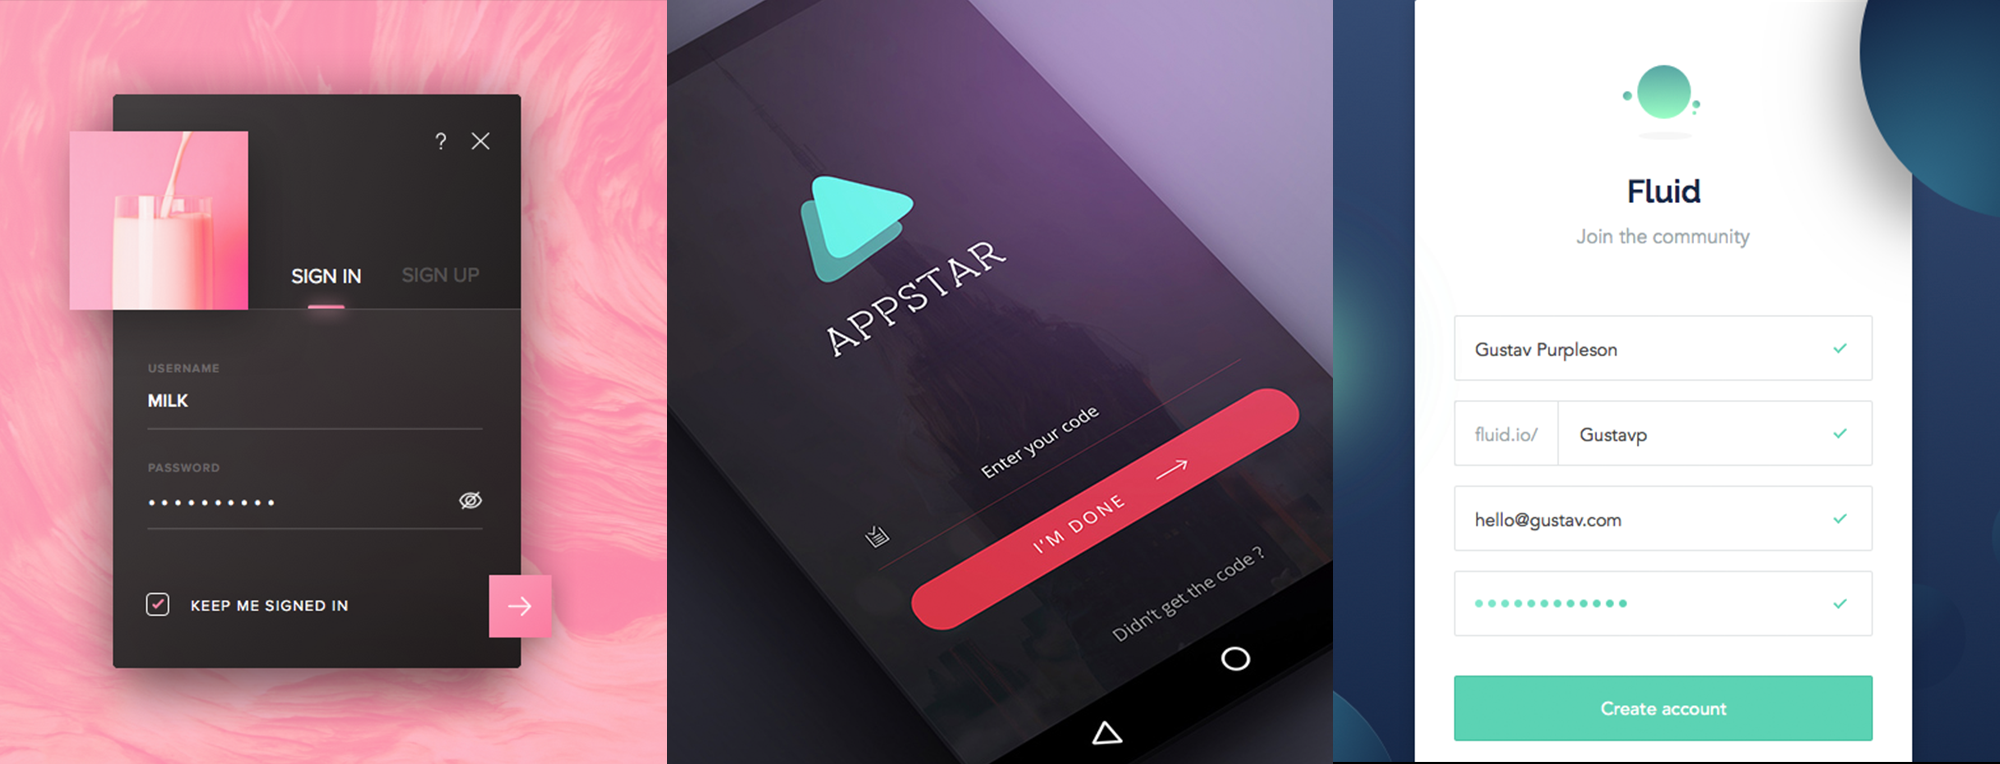 ?
SIGN IN SIGN UP
USERNAME
MILK
PASSWORD
KEEP ME SIGNED IN
APPSTAR
Enter your code
I'M DONE
Didn't get the code ?
Fluid
Join the community
Gustav Purpleson
fluid.io/ Gustavp
hello@gustav.com
Create account